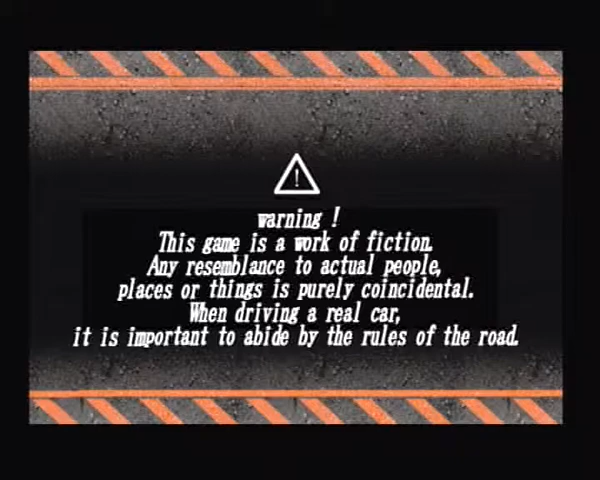 warning !
This game is a work of fiction.
Any resemblance to actual people,
places or things is purely coincidental.
When driving a real car,
it is important to abide by the rules of the road.